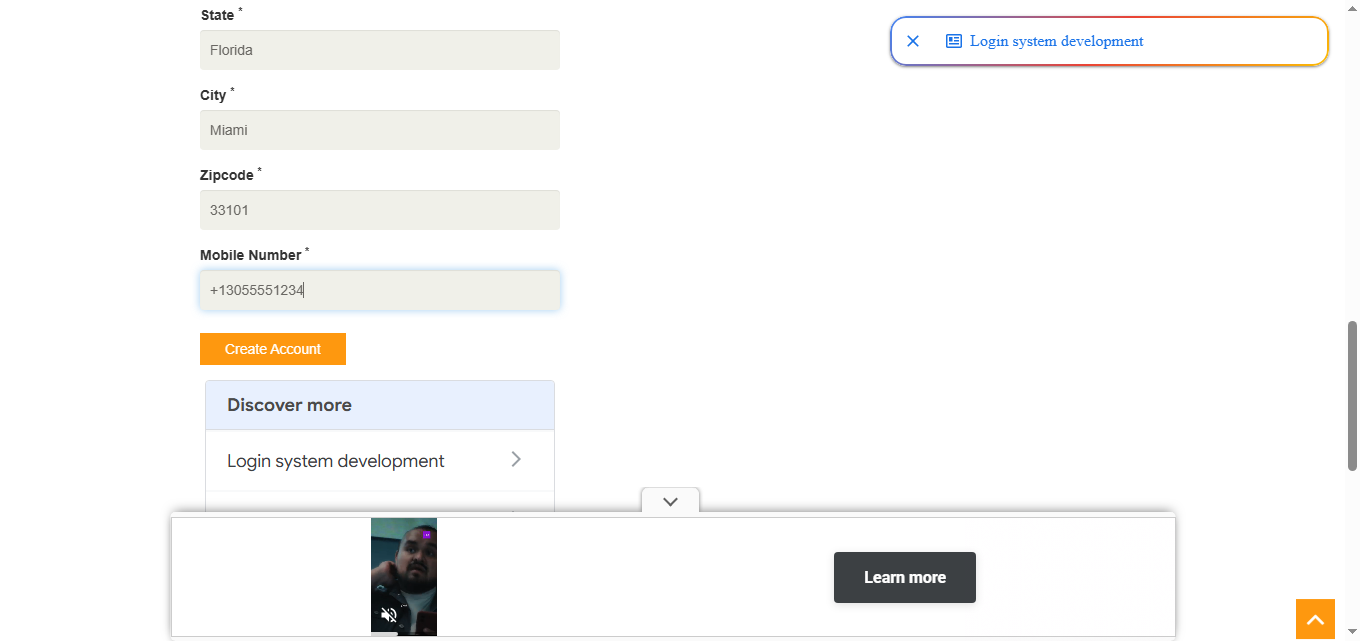 State *
Florida
Login system development
City *
Miami
Zipcode *
33101
Mobile Number *
+13055551234
Create Account
Discover more
Login system development
Learn more